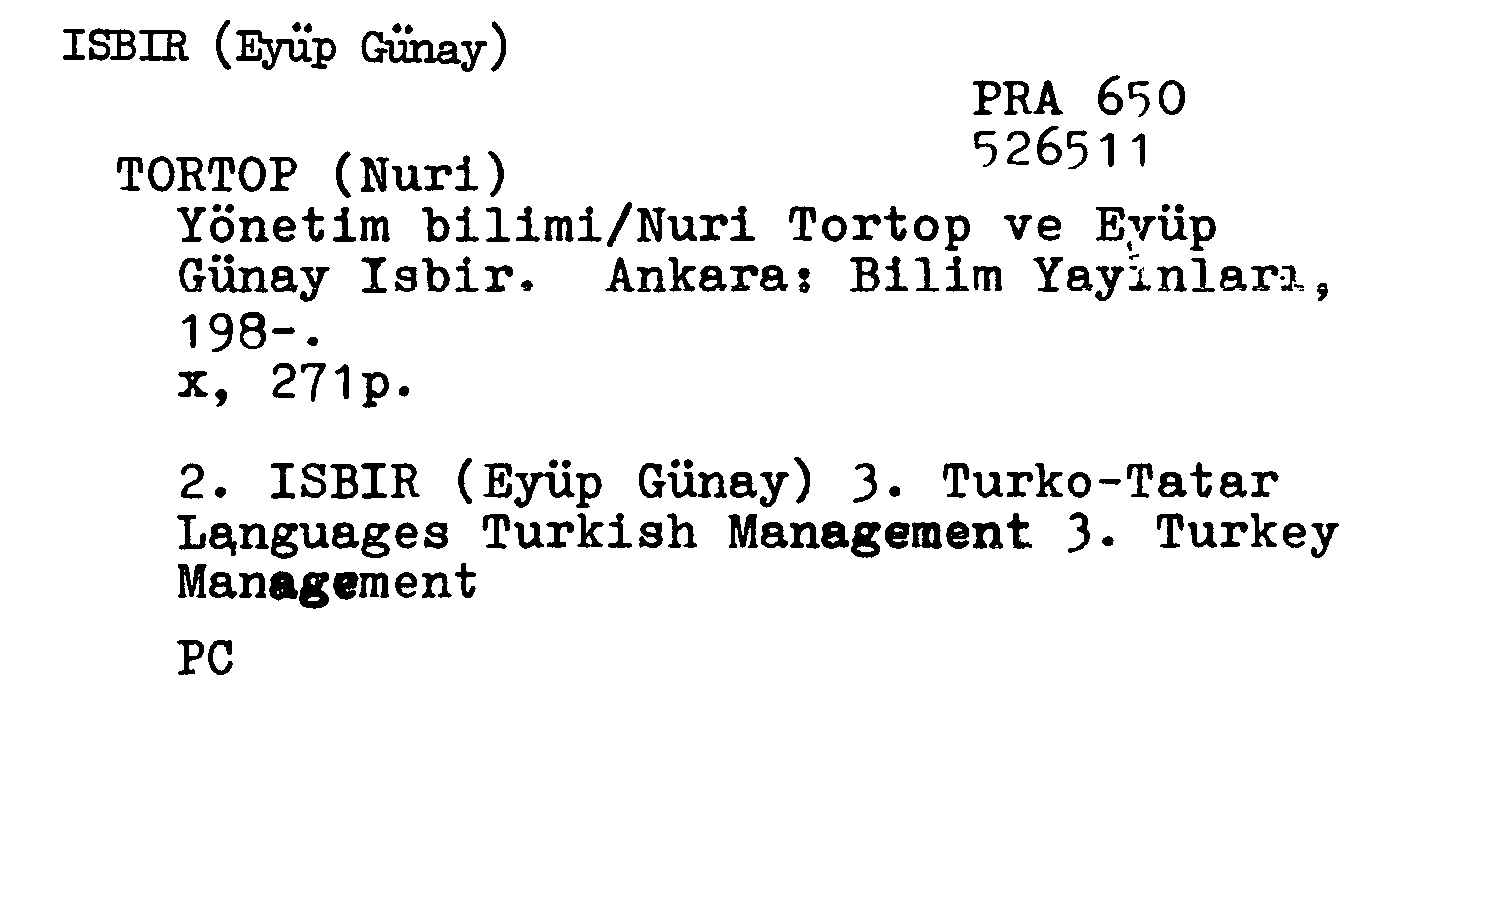 ISBIR (Eyüp Günay)
PRA 650
526511
TORTOP (Nuri)
Yönetim bilimi/Nuri Tortop ve Eyüp
Günay Isbir. Ankara: Bilim Yayınları,
198-.
x, 271p.
2. ISBIR (Eyüp Günay) 3. Turko-Tatar
Languages Turkish Management 3. Turkey
Management
PC